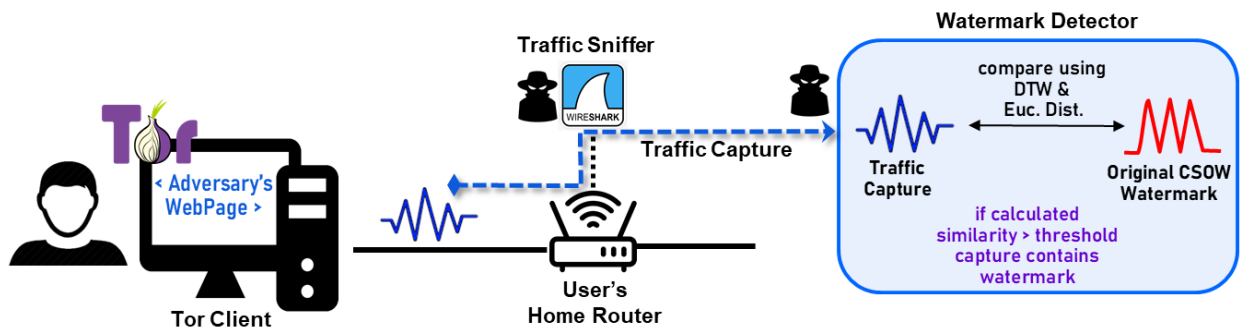 Watermark Detector
Traffic Sniffer
WIRESHARK
compare using
DTW &
Euc. Dist.
Tor
< Adversary's
WebPage >
Traffic Capture
Traffic
Capture
Original CSOW
Watermark
if calculated
similarity > threshold
capture contains
watermark
User's
Home Router
Tor Client